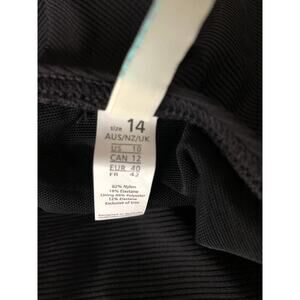 size 14
AUS/NZ/UK
US 10
CAN 12
EUR 40
FR 42
82% Nylon
18% Elastane
Lining 88% Polyester
12% Elastane
Exclusive of trim